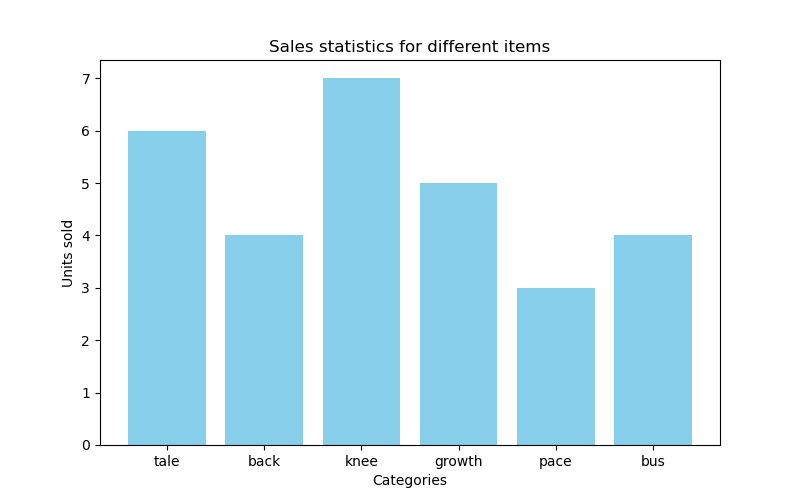 Sales statistics for different items
Units sold
7
6
5
4
3
2
1
0
tale back knee growth pace bus
Categories